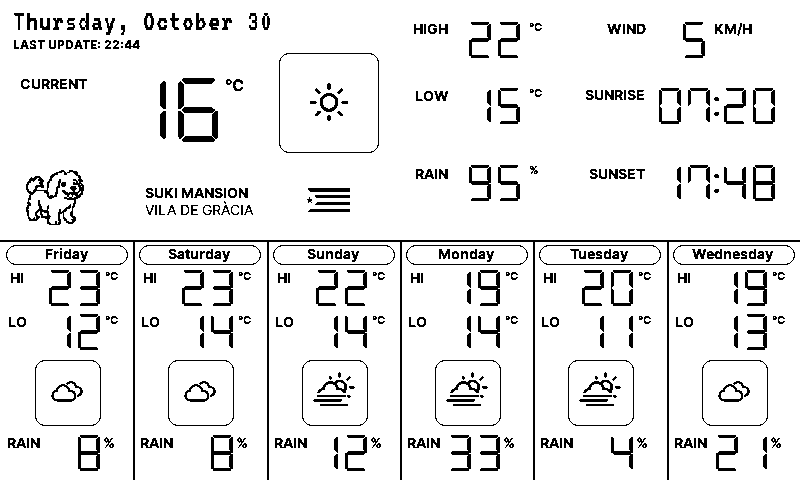 Thursday, October 30
LAST UPDATE: 22:44
CURRENT 16 °C
HIGH 22 °C
WIND 5 KM/H
LOW 15 °C
SUNRISE 07:20
RAIN 95 %
SUNSET 17:48
SUKI MANSION
VILA DE GRÀCIA
Friday
HI 23 °C
LO 12 °C
RAIN 8 %
Saturday
HI 23 °C
LO 14 °C
RAIN 8 %
Sunday
HI 22 °C
LO 14 °C
RAIN 12 %
Monday
HI 19 °C
LO 14 °C
RAIN 33 %
Tuesday
HI 20 °C
LO 11 °C
RAIN 4 %
Wednesday
HI 19 °C
LO 13 °C
RAIN 21 %